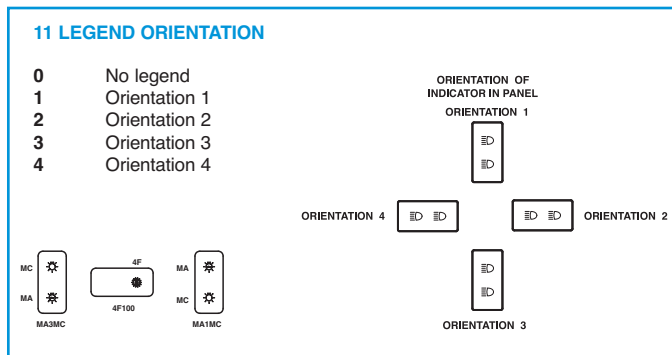 11 LEGEND ORIENTATION
0 No legend
1 Orientation 1
2 Orientation 2
3 Orientation 3
4 Orientation 4
ORIENTATION OF
INDICATOR IN PANEL
ORIENTATION 1
ORIENTATION 4
ORIENTATION 2
ORIENTATION 3
MC
MA
MA3MC
4F
4F100
MA
MC
MA1MC